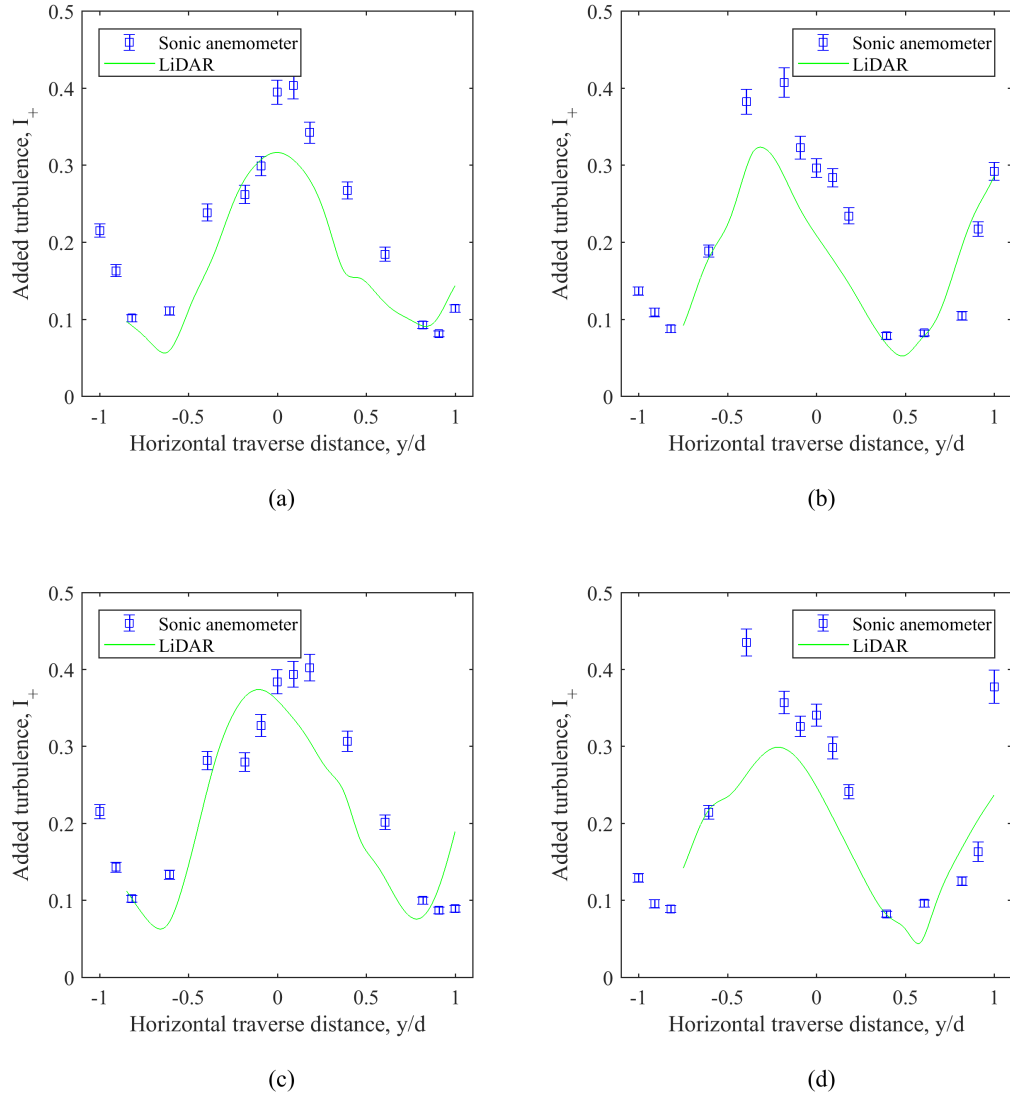 0.5
0.4
0.3
0.2
0.1
0
Added turbulence, I+
Sonic anemometer
LiDAR
-1
-0.5
0
0.5
1
Horizontal traverse distance, y/d
(a)
0.5
0.4
0.3
0.2
0.1
0
Added turbulence, I+
Sonic anemometer
LiDAR
-1
-0.5
0
0.5
1
Horizontal traverse distance, y/d
(b)
0.5
0.4
0.3
0.2
0.1
0
Added turbulence, I+
Sonic anemometer
LiDAR
-1
-0.5
0
0.5
1
Horizontal traverse distance, y/d
(c)
0.5
0.4
0.3
0.2
0.1
0
Added turbulence, I+
Sonic anemometer
LiDAR
-1
-0.5
0
0.5
1
Horizontal traverse distance, y/d
(d)